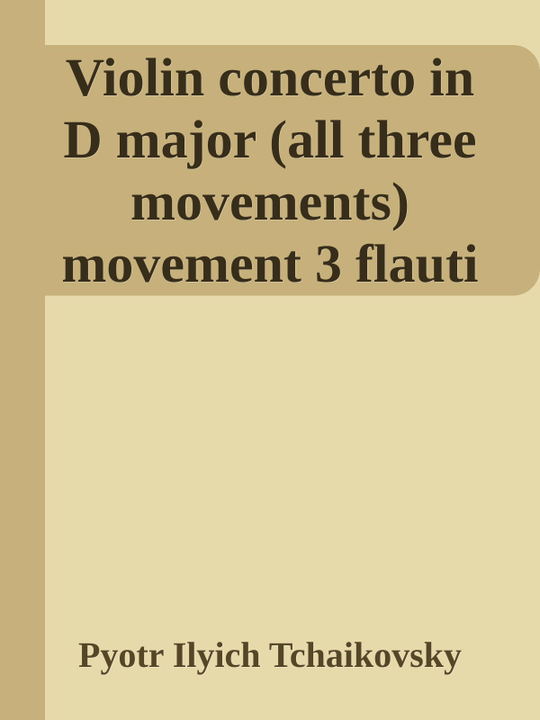 Violin concerto in
D major (all three
movements)
movement 3 flauti
Pyotr Ilyich Tchaikovsky